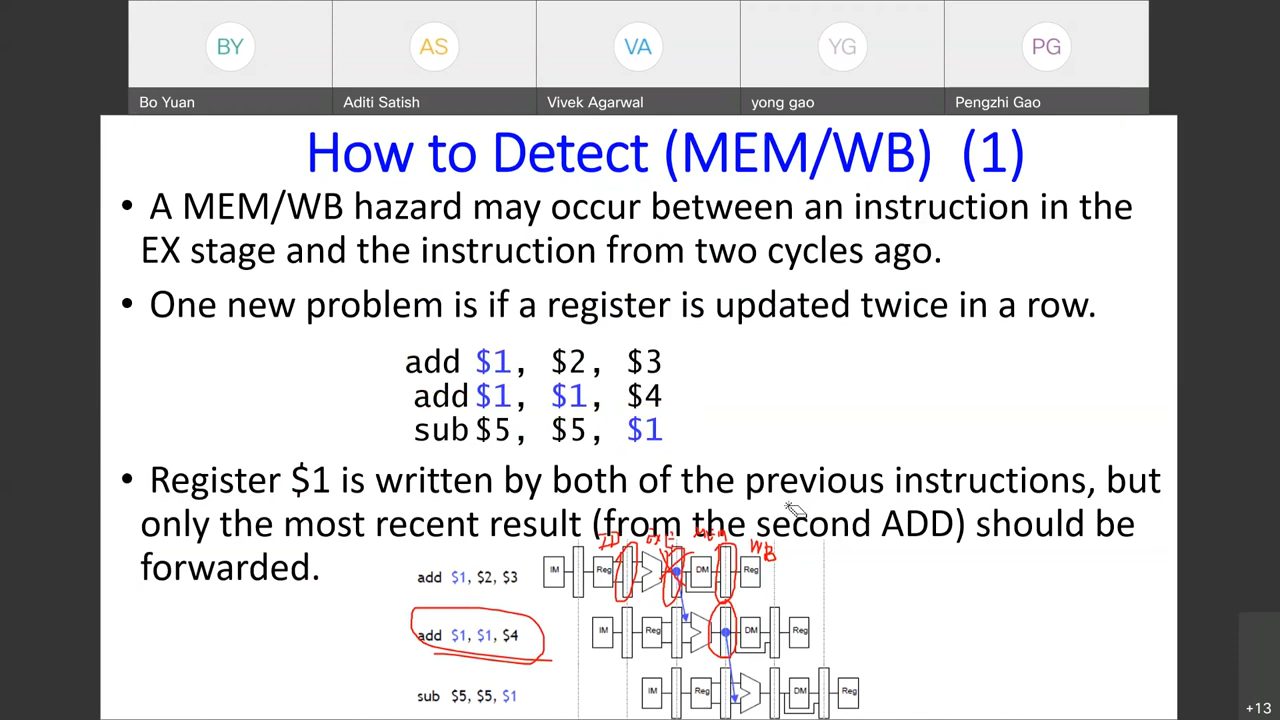 BY AS VA YG PG
Bo Yuan Aditi Satish Vivek Agarwal yong gao Pengzhi Gao
How to Detect (MEM/WB) (1)
• A MEM/WB hazard may occur between an instruction in the
EX stage and the instruction from two cycles ago.
• One new problem is if a register is updated twice in a row.
add $1, $2, $3
add $1, $1, $4
sub $5, $5, $1
• Register $1 is written by both of the previous instructions, but
only the most recent result (from the second ADD) should be
forwarded.
ID EXE MEM WB
add $1, $2, $3 IM Reg DM Reg
add $1, $1, $4 IM Reg DM Reg
sub $5, $5, $1 IM Reg DM Reg
+13